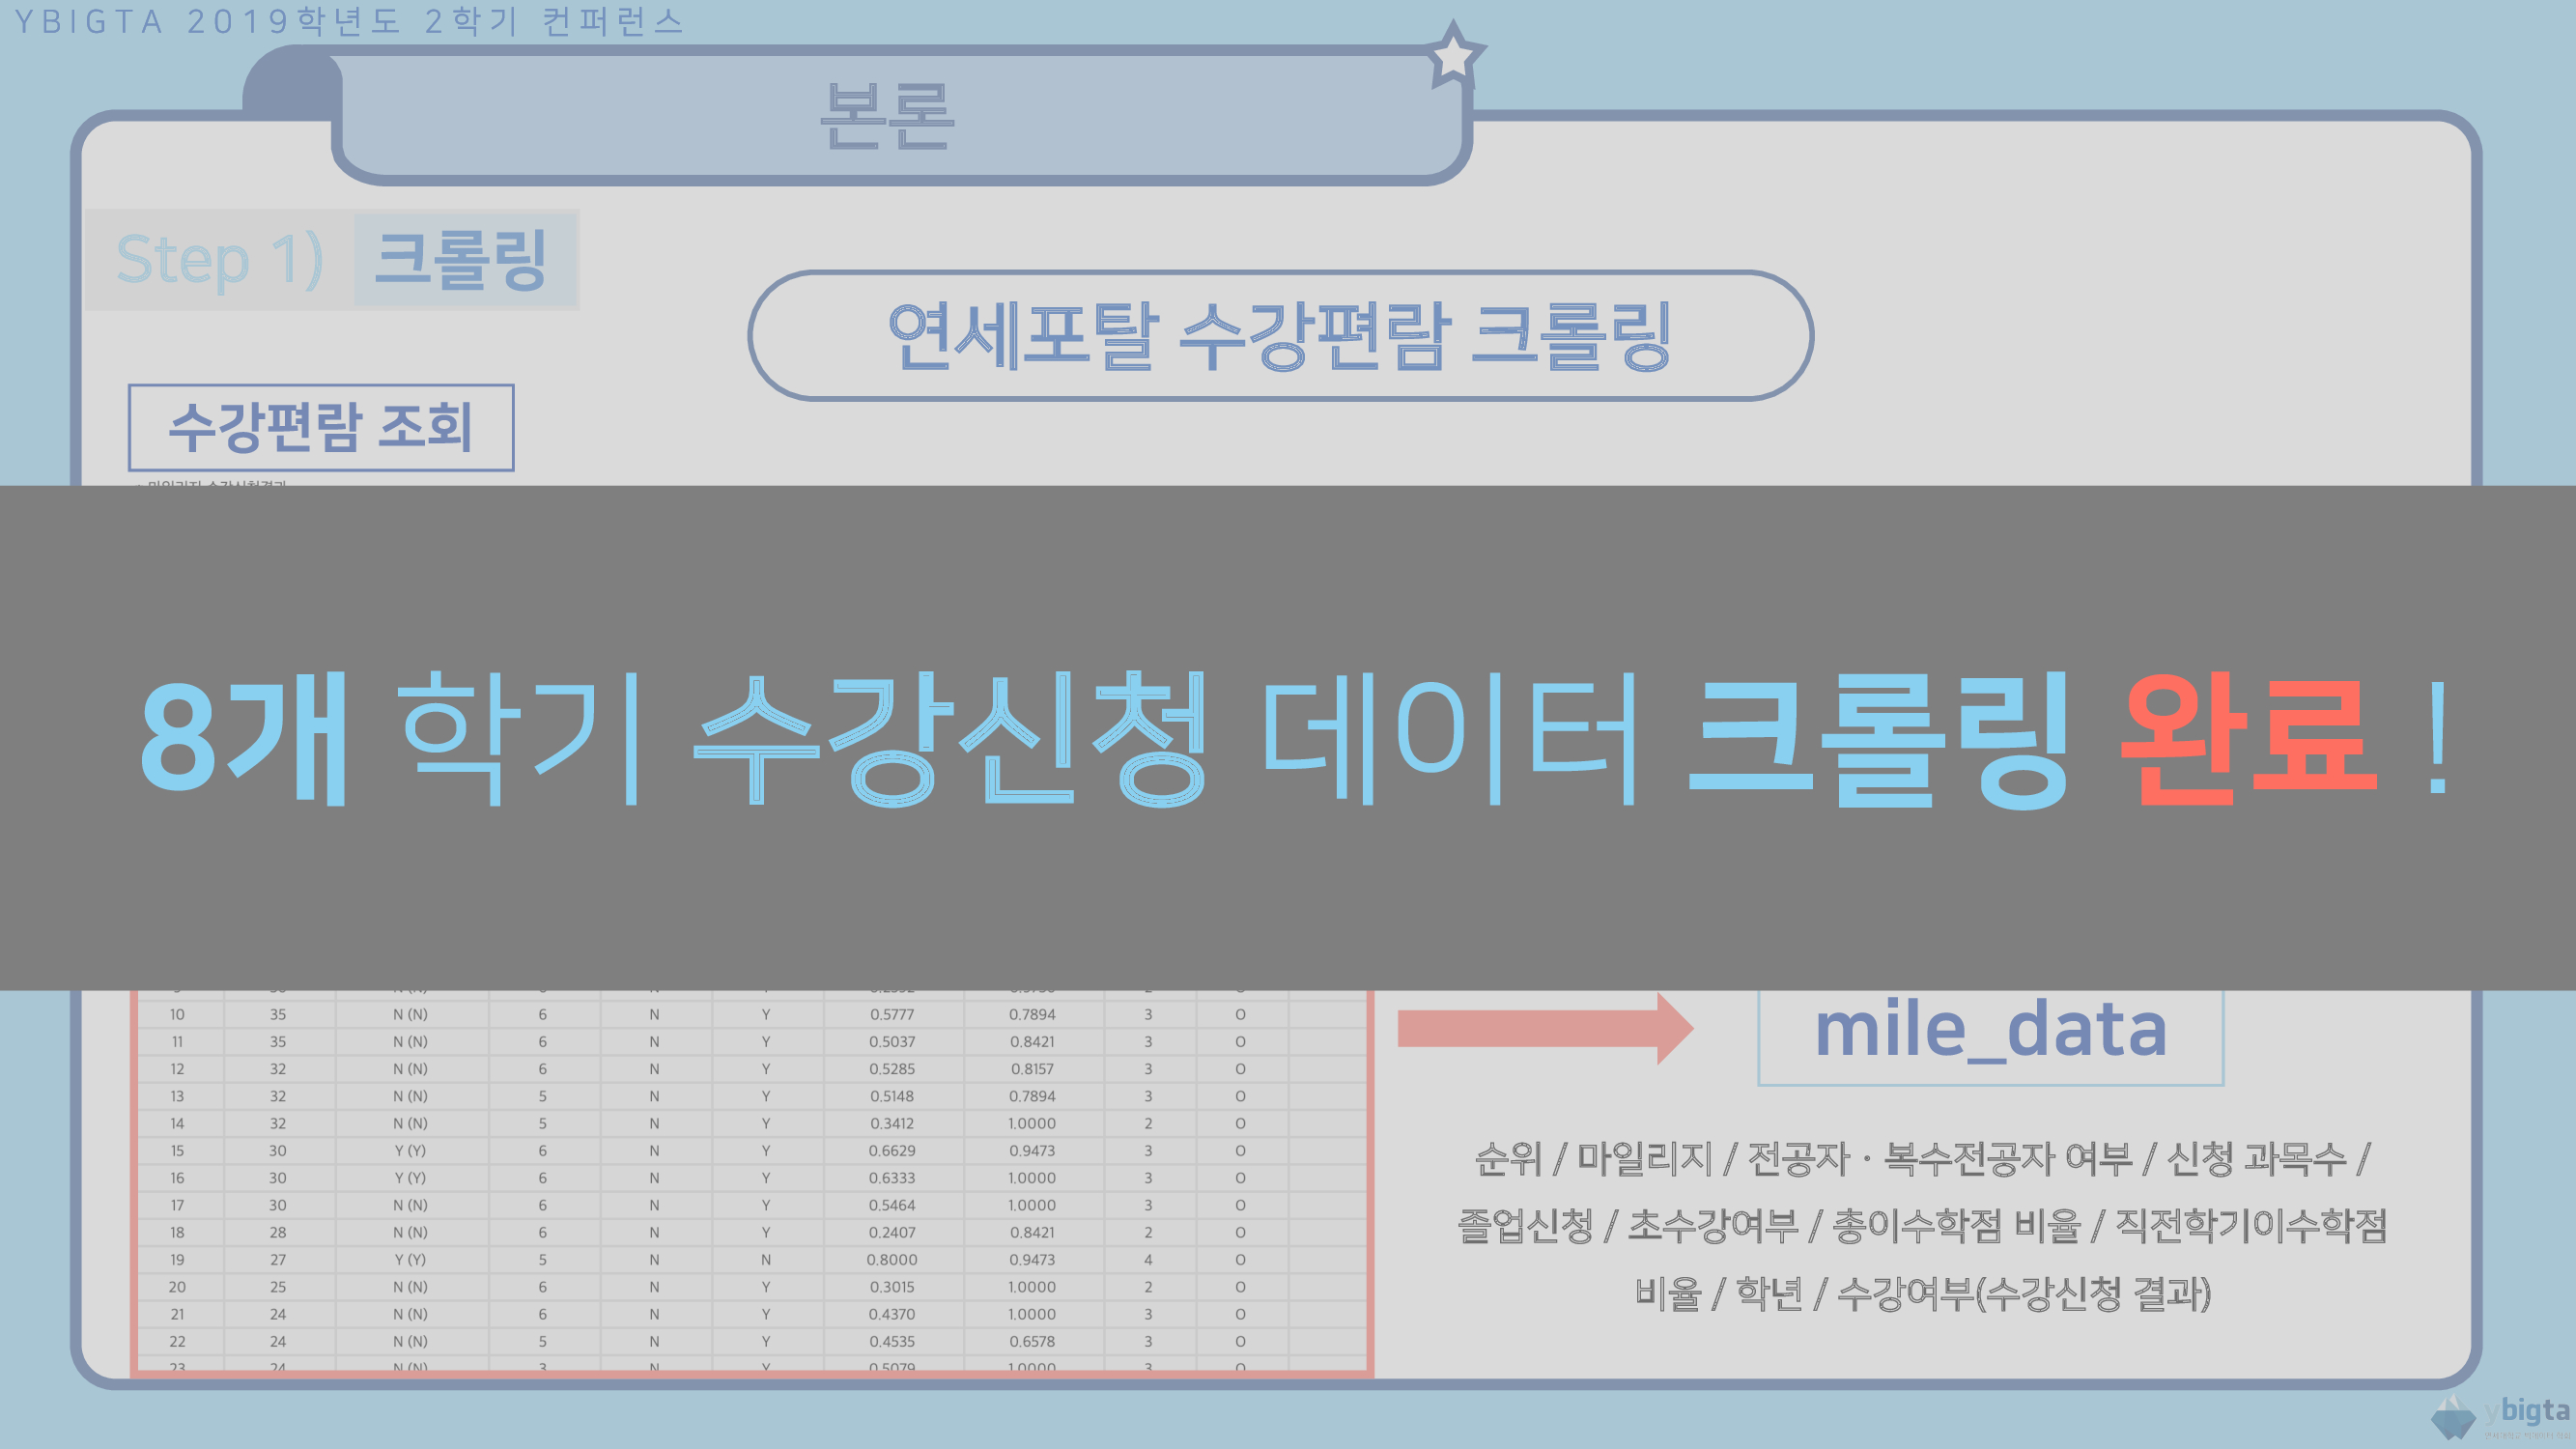 YBIGTA 2019학년도 2학기 컨퍼런스
본론
Step 1) 크롤링
연세포탈 수강편람 크롤링
수강편람 조회
8개 학기 수강신청 데이터 크롤링 완료 !
10 35 N (N) 6 N Y 0.5777 0.7894 3 O
11 35 N (N) 6 N Y 0.5037 0.8421 3 O
12 32 N (N) 6 N Y 0.5285 0.8157 3 O
13 32 N (N) 5 N Y 0.5148 0.7894 3 O
14 32 N (N) 5 N Y 0.3412 1.0000 2 O
15 30 Y (Y) 6 N Y 0.6629 0.9473 3 O
16 30 Y (Y) 6 N Y 0.6333 1.0000 3 O
17 30 N (N) 6 N Y 0.5464 1.0000 3 O
18 28 N (N) 6 N Y 0.2407 0.8421 2 O
19 27 Y (Y) 5 N N 0.8000 0.9473 4 O
20 25 N (N) 6 N Y 0.3015 1.0000 2 O
21 24 N (N) 6 N Y 0.4370 1.0000 3 O
22 24 N (N) 5 N Y 0.4535 0.6578 3 O
23 24 N (N) 3 N Y 0.5079 1.0000 3 O
mile_data
순위 / 마일리지 / 전공자 · 복수전공자 여부 / 신청 과목수 /
졸업신청 / 초수강여부 / 총이수학점 비율 / 직전학기이수학점
비율 / 학년 / 수강여부(수강신청 결과)
ybigta